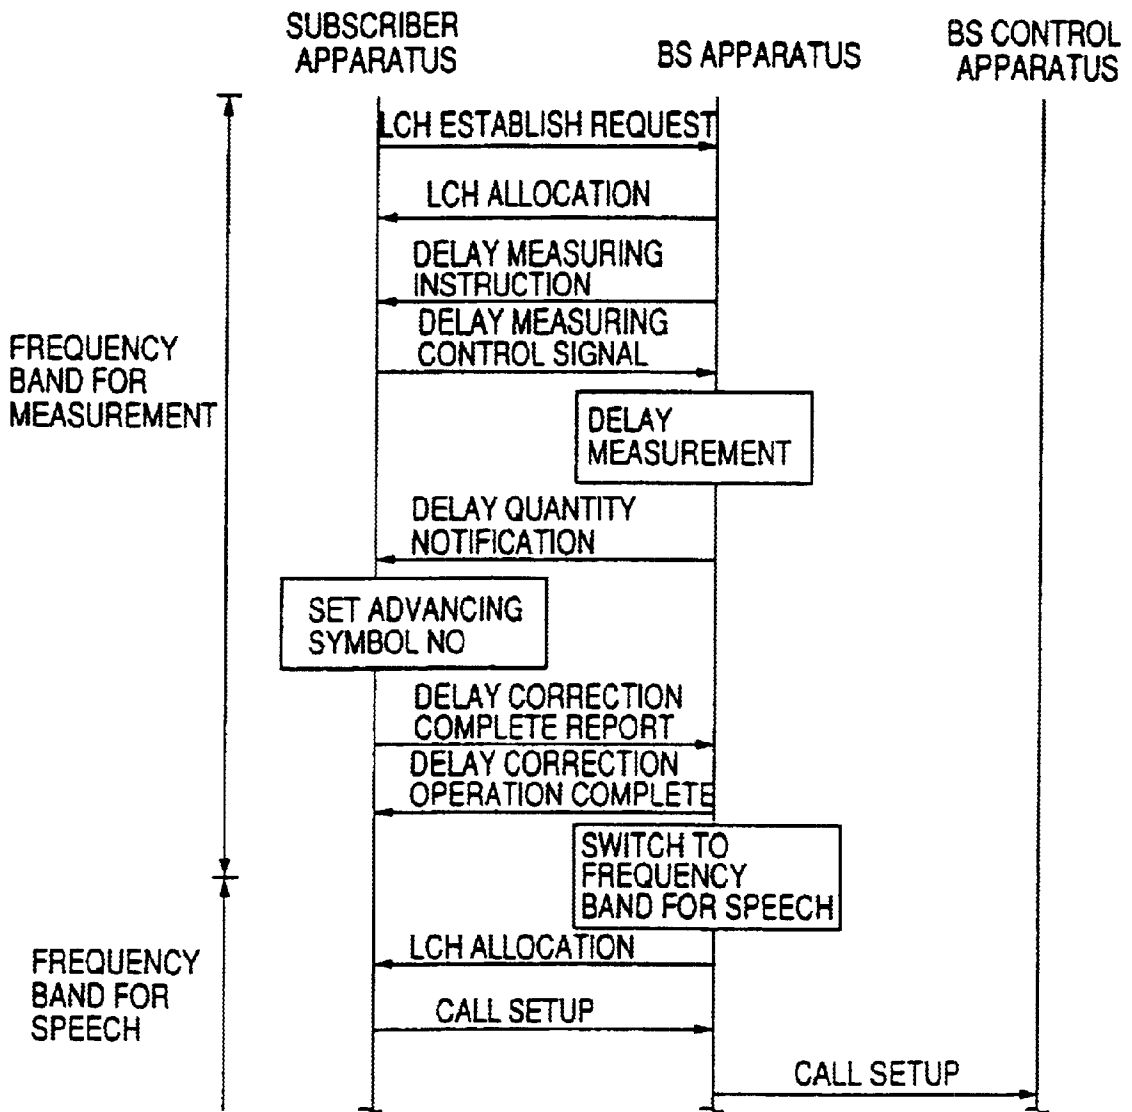 SUBSCRIBER
APPARATUS
BS APPARATUS
BS CONTROL
APPARATUS
LCH ESTABLISH REQUEST
LCH ALLOCATION
DELAY MEASURING
INSTRUCTION
DELAY MEASURING
CONTROL SIGNAL
FREQUENCY
BAND FOR
MEASUREMENT
DELAY
MEASUREMENT
DELAY QUANTITY
NOTIFICATION
SET ADVANCING
SYMBOL NO
DELAY CORRECTION
COMPLETE REPORT
DELAY CORRECTION
OPERATION COMPLETE
SWITCH TO
FREQUENCY
BAND FOR SPEECH
LCH ALLOCATION
FREQUENCY
BAND FOR
SPEECH
CALL SETUP
CALL SETUP